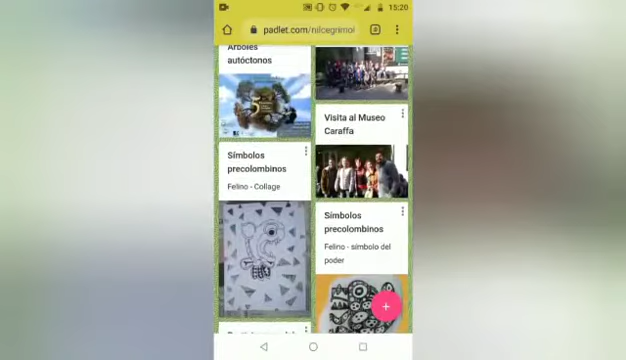 15:20
padlet.com/nilcegrimol
Árboles
autóctonos
5
Símbolos
precolombinos
Felino - Collage
Visita al Museo
Caraffa
Símbolos
precolombinos
Felino - símbolo del
poder